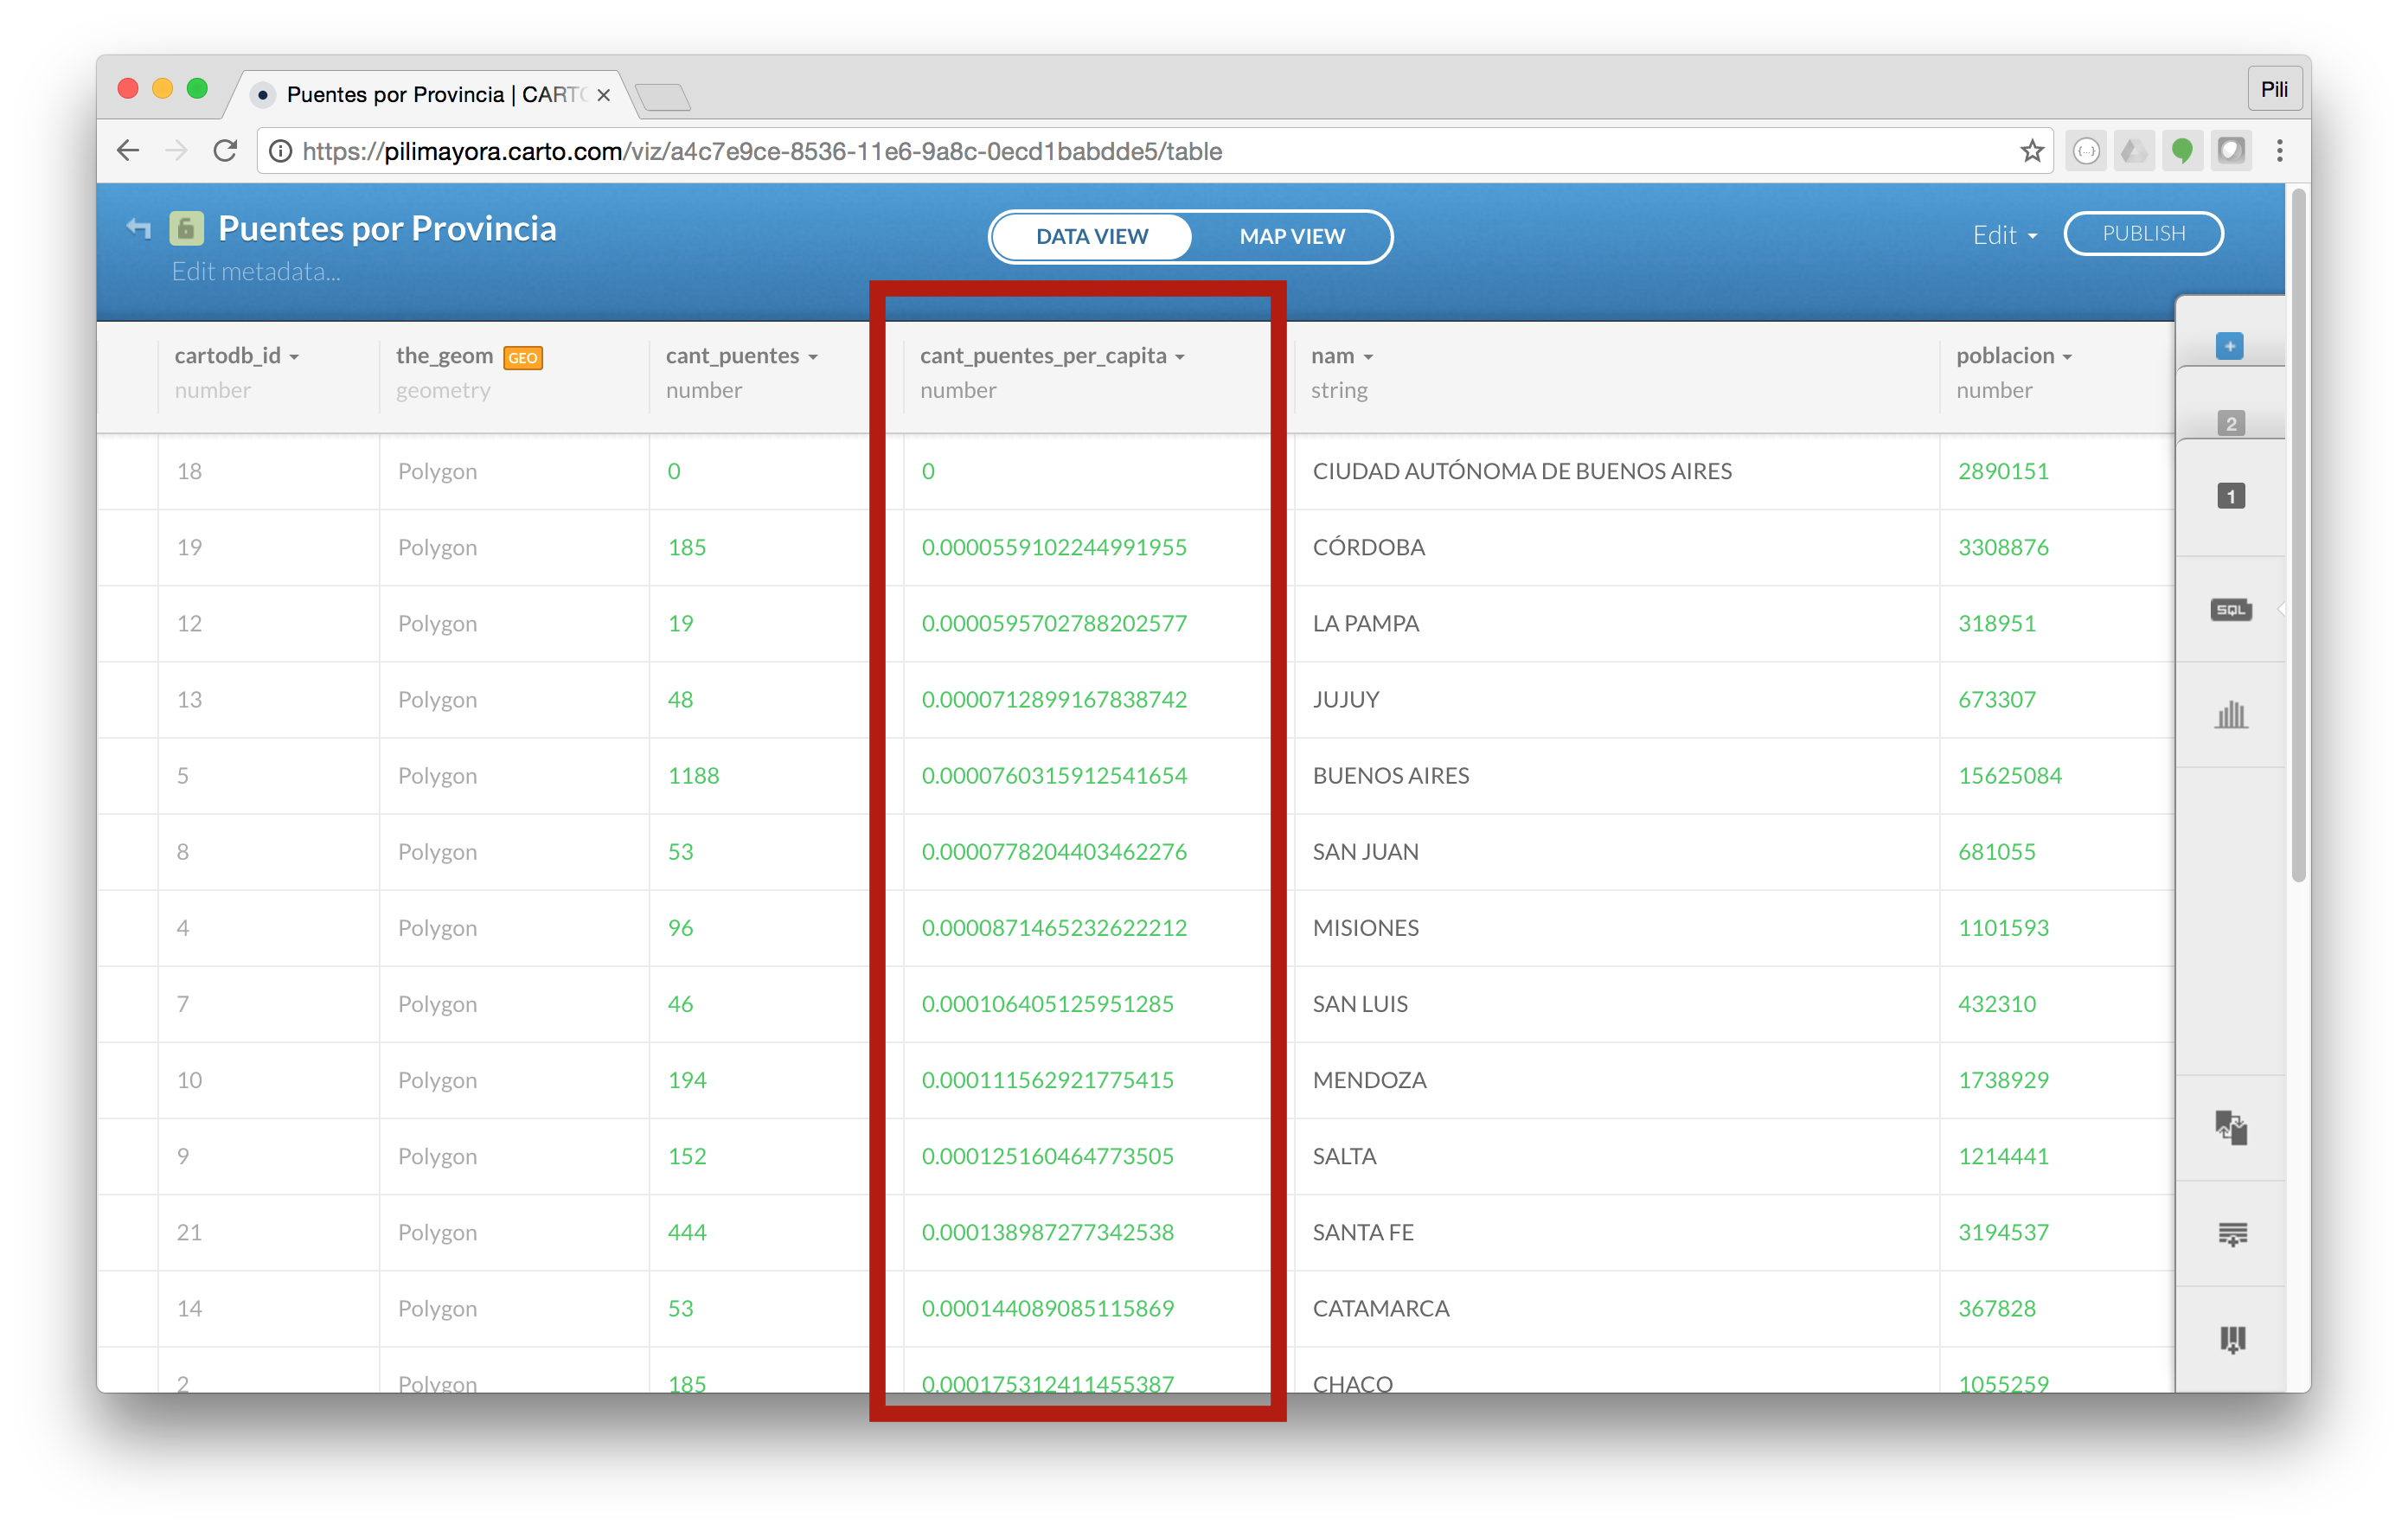 Puentes por Provincia | CARTO
Pili
https://pilimayora.carto.com/viz/a4c7e9ce-8536-11e6-9a8c-0ecd1babdde5/table
Puentes por Provincia
DATA VIEW
MAP VIEW
Edit
PUBLISH
Edit metadata...
cartodb_id the_geom GEO cant_puentes cant_puentes_per_capita nam poblacion
number geometry number number string number
18 Polygon 0 0 CIUDAD AUTÓNOMA DE BUENOS AIRES 2890151
19 Polygon 185 0.0000559102244991955 CÓRDOBA 3308876
12 Polygon 19 0.0000595702788202577 LA PAMPA 318951
13 Polygon 48 0.0000712899167838742 JUJUY 673307
5 Polygon 1188 0.0000760315912541654 BUENOS AIRES 15625084
8 Polygon 53 0.0000778204403462276 SAN JUAN 681055
4 Polygon 96 0.0000871465232622212 MISIONES 1101593
7 Polygon 46 0.000106405125951285 SAN LUIS 432310
10 Polygon 194 0.000111562921775415 MENDOZA 1738929
9 Polygon 152 0.000125160464773505 SALTA 1214441
21 Polygon 444 0.000138987277342538 SANTA FE 3194537
14 Polygon 53 0.000144089085115869 CATAMARCA 367828
2 Polygon 185 0.000175312411455387 CHACO 1055259
2
1
SQL